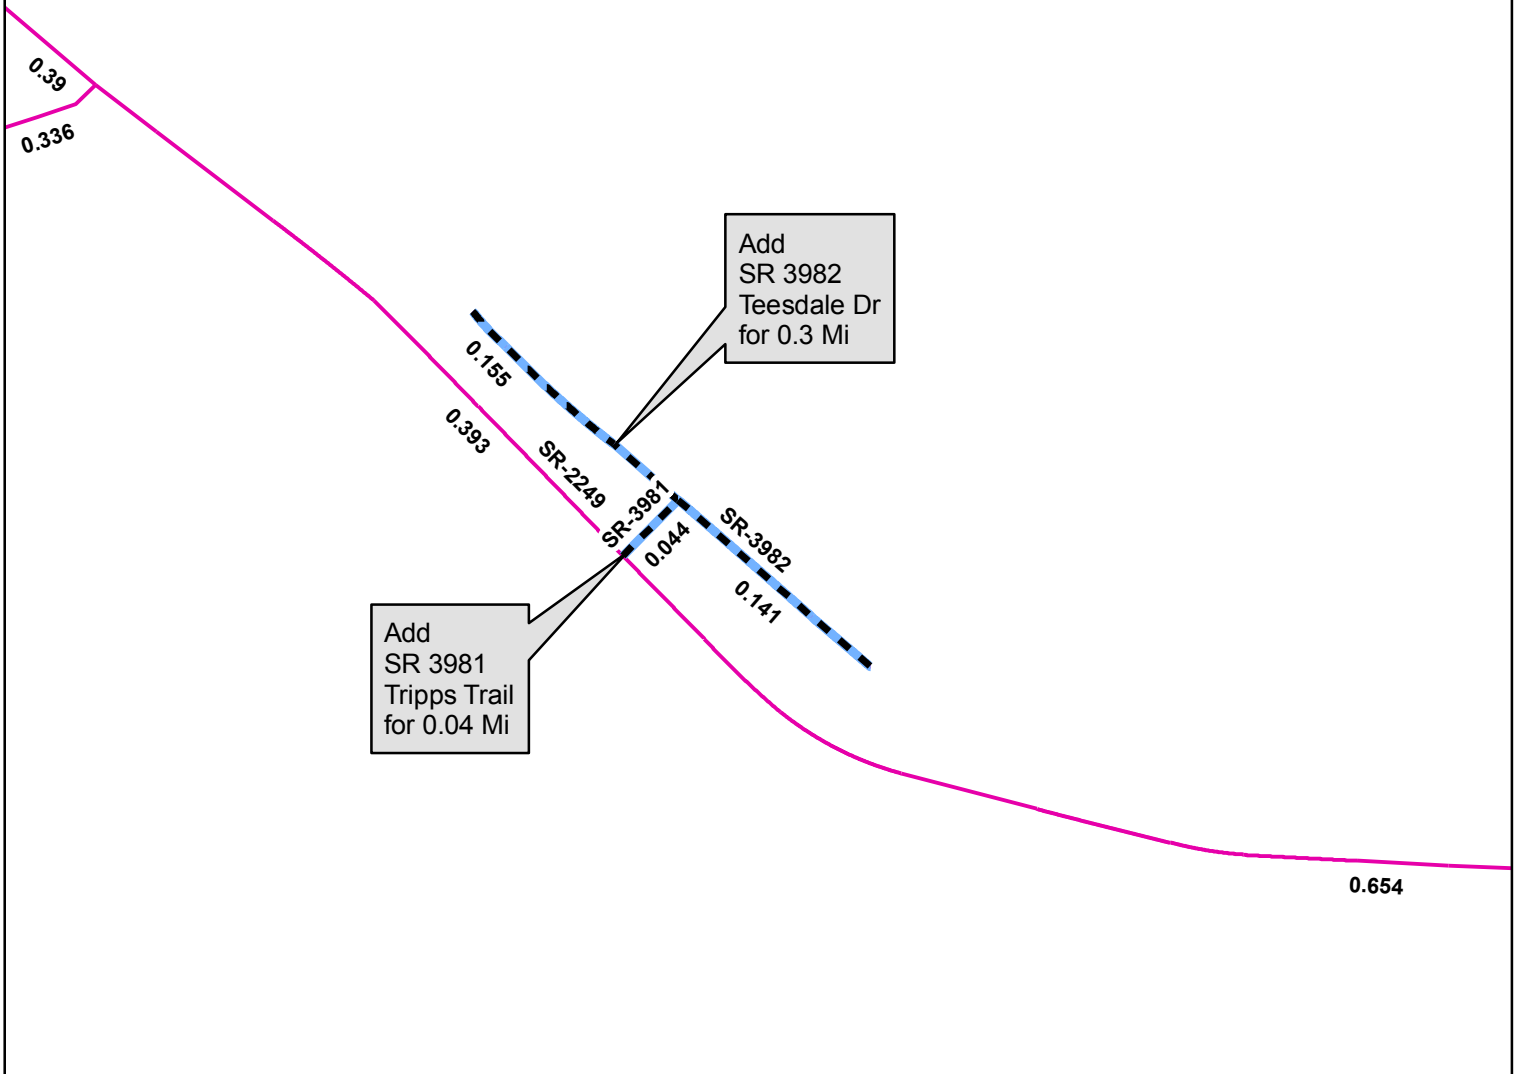 0.39
0.336
Add
SR 3982
Teesdale Dr
for 0.3 Mi
0.155
0.393
SR-2249
SR-3981
0.044
SR-3982
0.141
Add
SR 3981
Tripps Trail
for 0.04 Mi
0.654